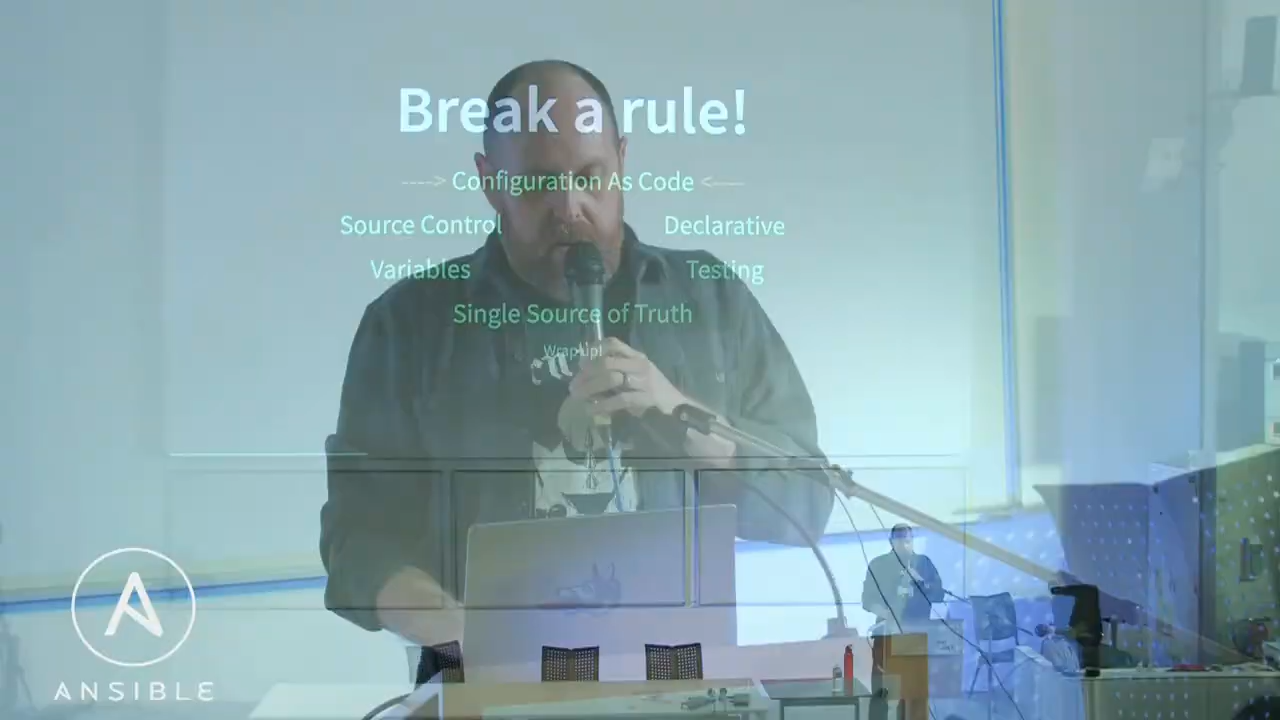 Break a rule!
----> Configuration As Code <----
Source Control Declarative
Variables Testing
Single Source of Truth
Wrap up!
ANSIBLE